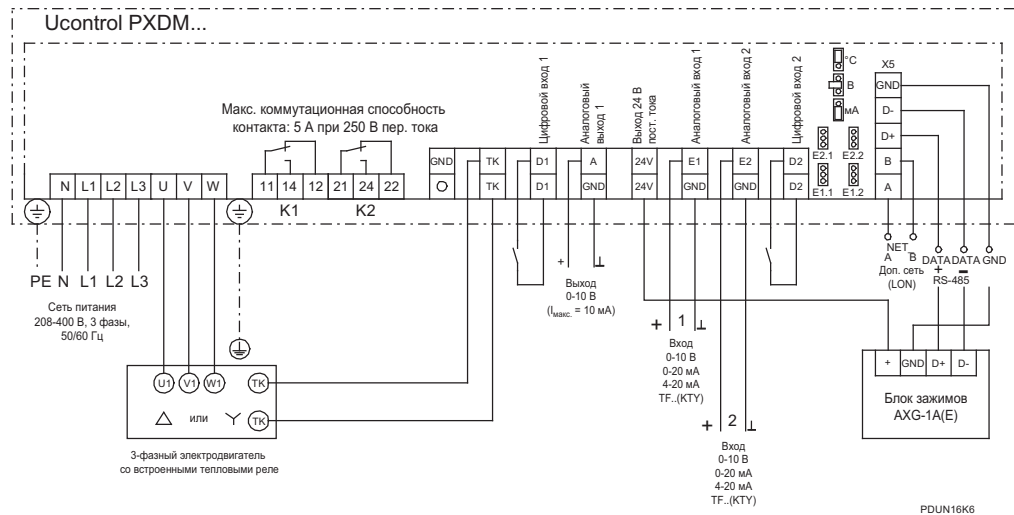 Ucontrol PXDM...
Макс. коммутационная способность
контакта: 5 А при 250 В пер. тока
Цифровой вход 1
Аналоговый
выход 1
Выход 24 В
пост. тока
Аналоговый вход 1
Аналоговый вход 2
Цифровой вход 2
°C
В
мА
E2.1 E2.2
E1.1 E1.2
X5
GND
D-
D+
B
A
GND TK D1 A 24V E1 E2 D2
TK D1 GND 24V GND GND D2
N L1 L2 L3 U V W
11 14 12 21 24 22
K1 K2
PE N L1 L2 L3
Сеть питания
208-400 В, 3 фазы,
50/60 Гц
+ ⊥
Выход
0-10 В
(Iмакс. = 10 мА)
+ 1 ⊥
Вход
0-10 В
0-20 мА
4-20 мА
TF..(KTY)
+ 2 ⊥
Вход
0-10 В
0-20 мА
4-20 мА
TF..(KTY)
NET
A B
Доп. сеть
(LON)
DATA DATA GND
+ −
RS-485
+ GND D+ D-
Блок зажимов
AXG-1A(E)
U1 V1 W1 TK
или
TK
3-фазный электродвигатель
со встроенными тепловыми реле
PDUN16K6